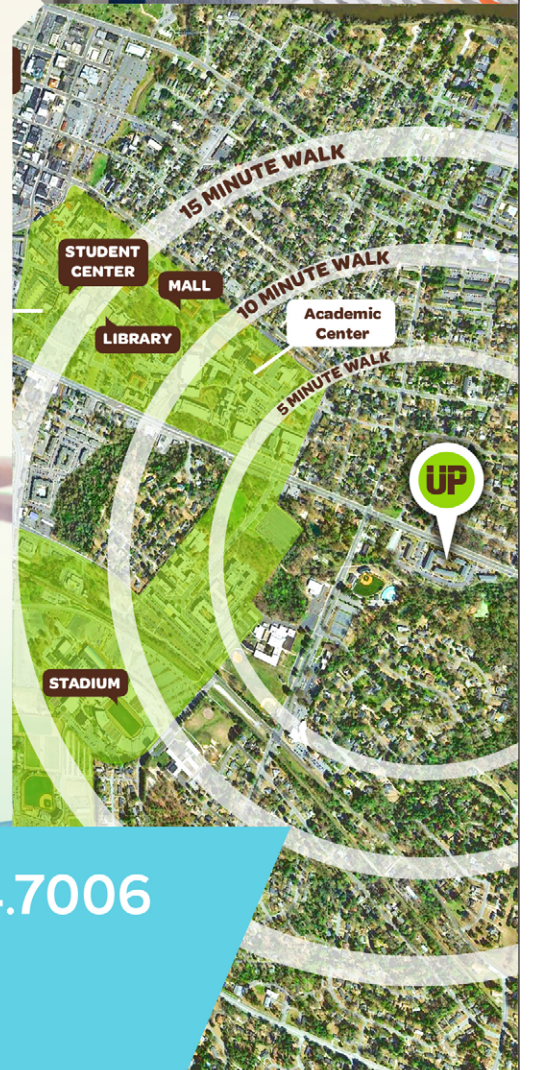 15 MINUTE WALK
STUDENT
CENTER
10 MINUTE WALK
MALL
Academic
Center
LIBRARY
5 MINUTE WALK
UP
STADIUM
.7006